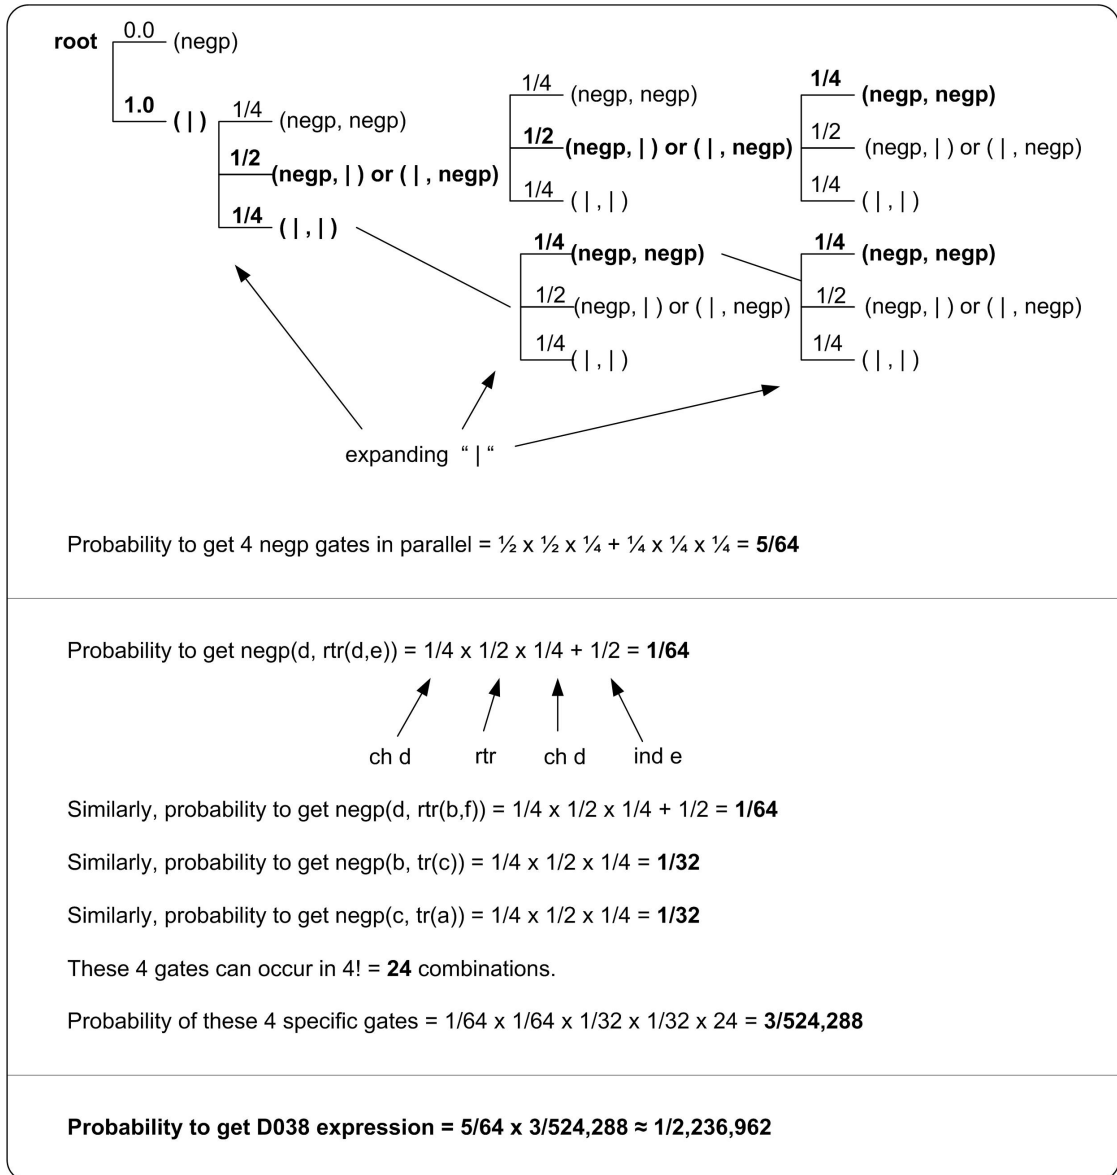 root
0.0 (negp)
1.0 ( | )
1/4 (negp, negp)
1/2 (negp, | ) or ( | , negp)
1/4 ( | , | )
1/4 (negp, negp)
1/2 (negp, | ) or ( | , negp)
1/4 ( | , | )
1/4 (negp, negp)
1/2 (negp, | ) or ( | , negp)
1/4 ( | , | )
1/4 (negp, negp)
1/2 (negp, | ) or ( | , negp)
1/4 ( | , | )
1/4 (negp, negp)
1/2 (negp, | ) or ( | , negp)
1/4 ( | , | )
expanding “ | “
Probability to get 4 negp gates in parallel = ½ x ½ x ¼ + ¼ x ¼ x ¼ = 5/64
Probability to get negp(d, rtr(d,e)) = 1/4 x 1/2 x 1/4 + 1/2 = 1/64
ch d rtr ch d ind e
Similarly, probability to get negp(d, rtr(b,f)) = 1/4 x 1/2 x 1/4 + 1/2 = 1/64
Similarly, probability to get negp(b, tr(c)) = 1/4 x 1/2 x 1/4 = 1/32
Similarly, probability to get negp(c, tr(a)) = 1/4 x 1/2 x 1/4 = 1/32
These 4 gates can occur in 4! = 24 combinations.
Probability of these 4 specific gates = 1/64 x 1/64 x 1/32 x 1/32 x 24 = 3/524,288
Probability to get D038 expression = 5/64 x 3/524,288 ≈ 1/2,236,962